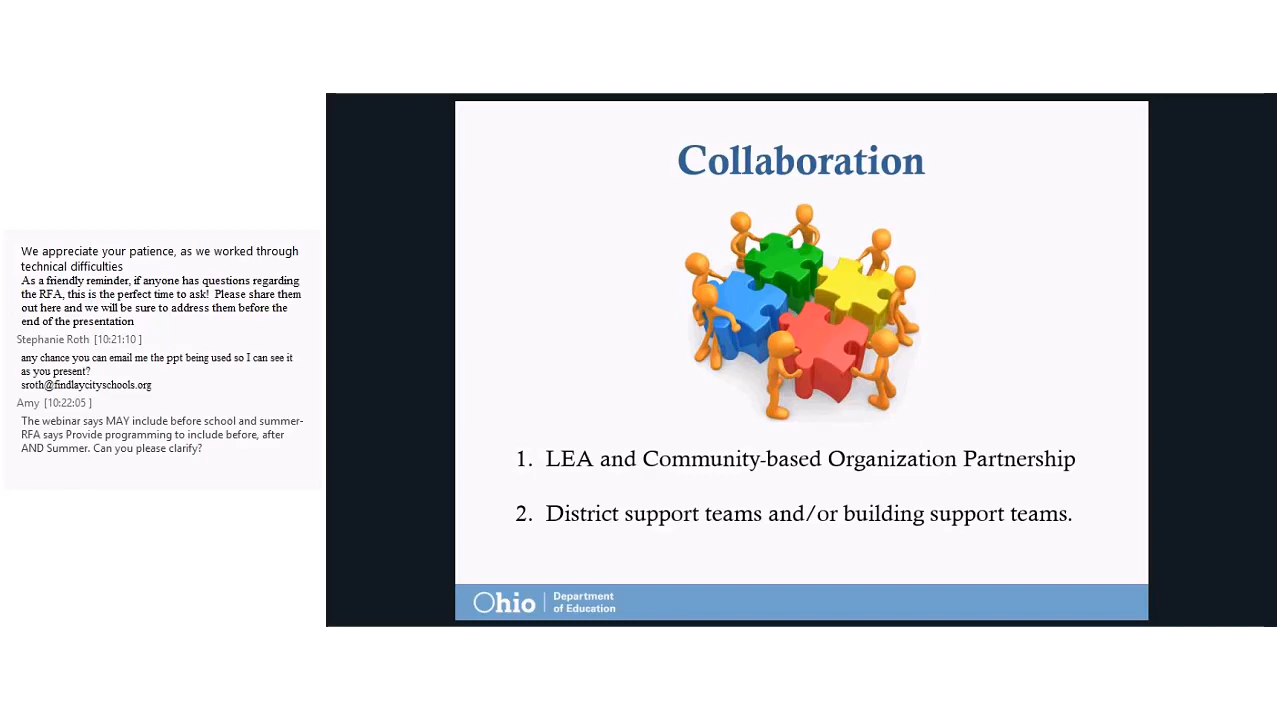 We appreciate your patience, as we worked through
technical difficulties
As a friendly reminder, if anyone has questions regarding
the RFA, this is the perfect time to ask!  Please share them
out here and we will be sure to address them before the
end of the presentation
Stephanie Roth [10:21:10 ]
any chance you can email me the ppt being used so I can see it
as you present?
sroth@findlaycityschools.org
Amy [10:22:05 ]
The webinar says MAY include before school and summer-
RFA says Provide programming to include before, after
AND Summer. Can you please clarify?
Collaboration
1. LEA and Community-based Organization Partnership
2. District support teams and/or building support teams.
Ohio | Department
of Education